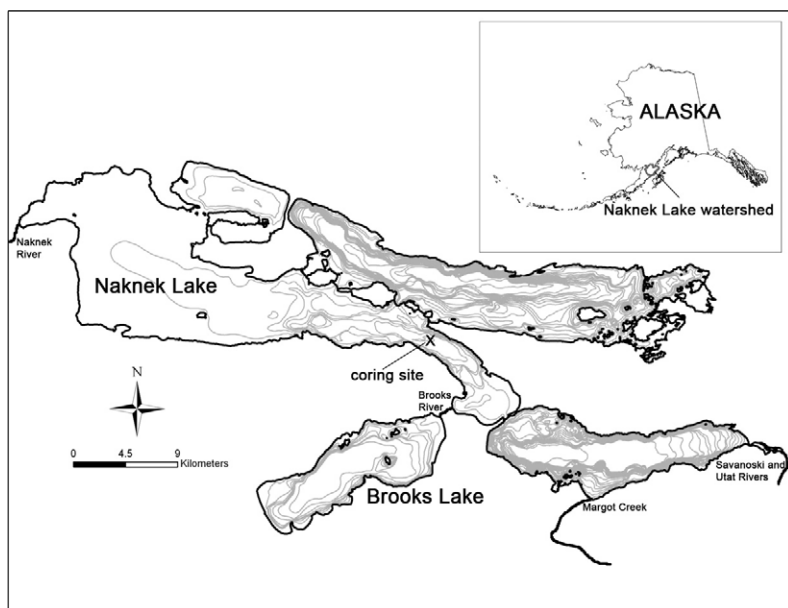 ALASKA
Naknek Lake watershed
Naknek
River
Naknek Lake
X
coring site
N
Brooks
River
0 4.5 9
Kilometers
Brooks Lake
Savanoski and
Utat Rivers
Margot Creek